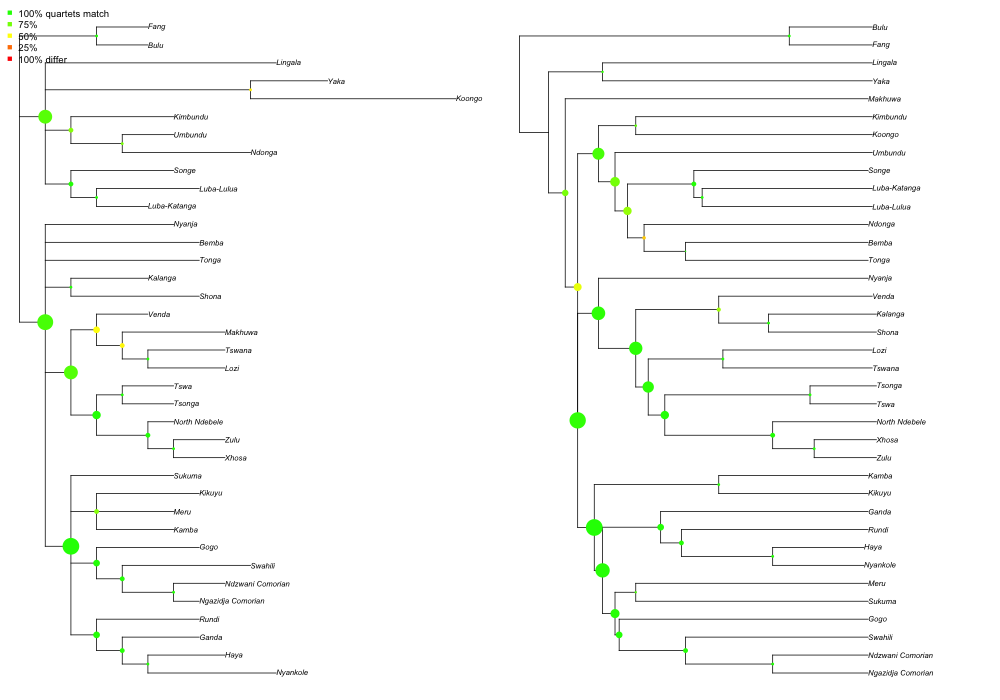 100% quartets match
75%
50%
25%
100% differ
Fang
Bulu
Lingala
Yaka
Koongo
Kimbundu
Umbundu
Ndonga
Songe
Luba-Lulua
Luba-Katanga
Nyanja
Bemba
Tonga
Kalanga
Shona
Venda
Makhuwa
Tswana
Lozi
Tswa
Tsonga
North Ndebele
Zulu
Xhosa
Sukuma
Kikuyu
Meru
Kamba
Gogo
Swahili
Ndzwani Comorian
Ngazidja Comorian
Rundi
Ganda
Haya
Nyankole
Bulu
Fang
Lingala
Yaka
Makhuwa
Kimbundu
Koongo
Umbundu
Songe
Luba-Katanga
Luba-Lulua
Ndonga
Bemba
Tonga
Nyanja
Venda
Kalanga
Shona
Lozi
Tswana
Tsonga
Tswa
North Ndebele
Xhosa
Zulu
Kamba
Kikuyu
Ganda
Rundi
Haya
Nyankole
Meru
Sukuma
Gogo
Swahili
Ndzwani Comorian
Ngazidja Comorian